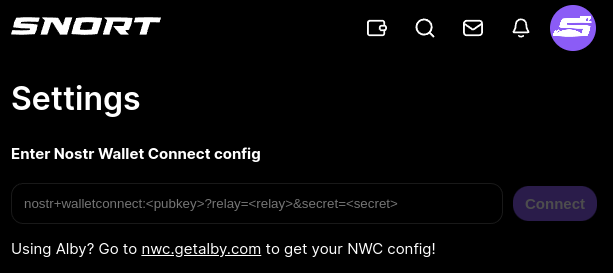 SNORT
Settings
Enter Nostr Wallet Connect config
nostr+walletconnect:<pubkey>?relay=<relay>&secret=<secret>
Connect
Using Alby? Go to nwc.getalby.com to get your NWC config!